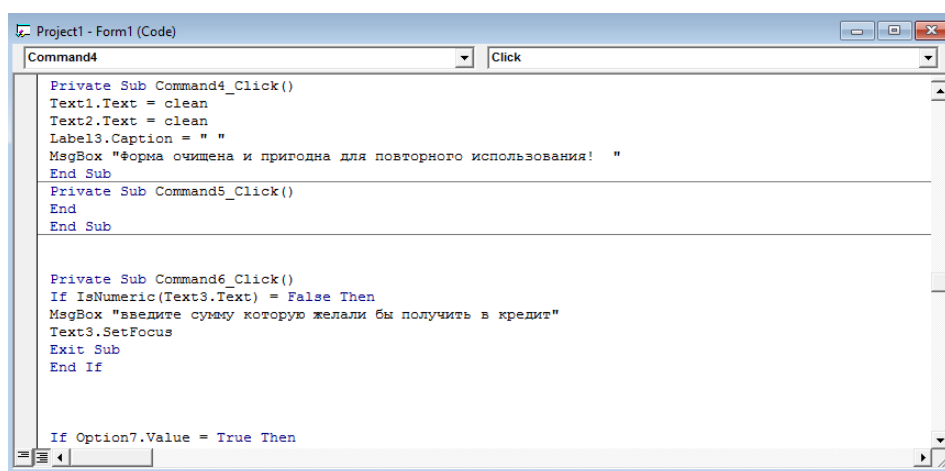 Project1 - Form1 (Code)
Command4 Click
Private Sub Command4_Click()
Text1.Text = clean
Text2.Text = clean
Label3.Caption = " "
MsgBox "Форма очищена и пригодна для повторного использования!  "
End Sub
Private Sub Command5_Click()
End
End Sub
Private Sub Command6_Click()
If IsNumeric(Text3.Text) = False Then
MsgBox "введите сумму которую желали бы получить в кредит"
Text3.SetFocus
Exit Sub
End If
If Option7.Value = True Then